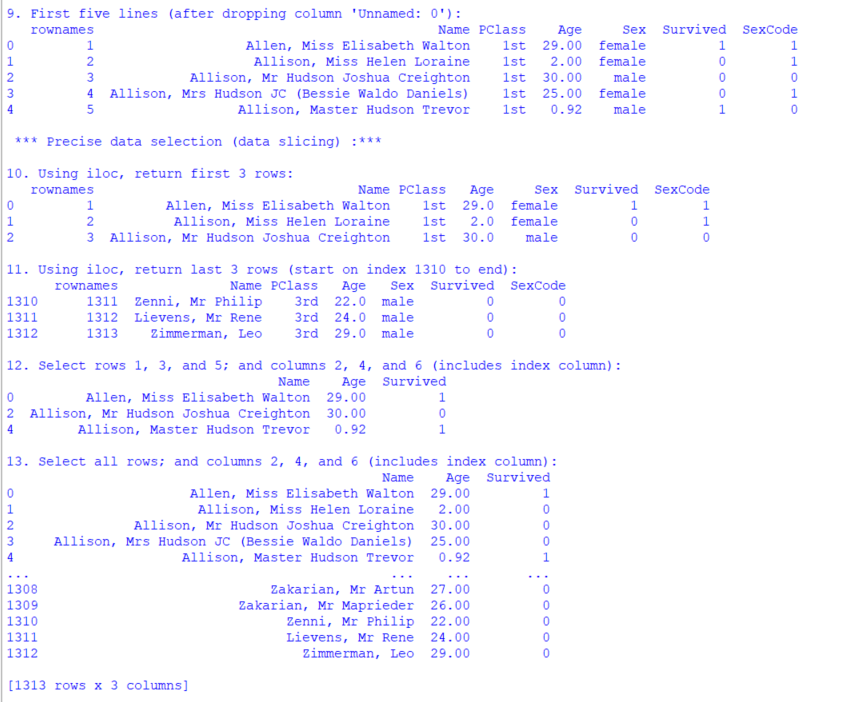 9. First five lines (after dropping column 'Unnamed: 0'):
   rownames                                           Name PClass    Age     Sex  Survived  SexCode
0         1                   Allen, Miss Elisabeth Walton    1st  29.00  female         1        1
1         2                    Allison, Miss Helen Loraine    1st   2.00  female         0        1
2         3            Allison, Mr Hudson Joshua Creighton    1st  30.00    male         0        0
3         4  Allison, Mrs Hudson JC (Bessie Waldo Daniels)    1st  25.00  female         0        1
4         5                  Allison, Master Hudson Trevor    1st   0.92    male         1        0
*** Precise data selection (data slicing) :***
10. Using iloc, return first 3 rows:
   rownames                                 Name PClass   Age     Sex  Survived  SexCode
0         1         Allen, Miss Elisabeth Walton    1st  29.0  female         1        1
1         2          Allison, Miss Helen Loraine    1st   2.0  female         0        1
2         3  Allison, Mr Hudson Joshua Creighton    1st  30.0    male         0        0
11. Using iloc, return last 3 rows (start on index 1310 to end):
      rownames              Name PClass   Age   Sex  Survived  SexCode
1310      1311  Zenni, Mr Philip    3rd  22.0  male         0        0
1311      1312  Lievens, Mr Rene    3rd  24.0  male         0        0
1312      1313    Zimmerman, Leo    3rd  29.0  male         0        0
12. Select rows 1, 3, and 5; and columns 2, 4, and 6 (includes index column):
                                  Name    Age  Survived
0         Allen, Miss Elisabeth Walton  29.00         1
2  Allison, Mr Hudson Joshua Creighton  30.00         0
4        Allison, Master Hudson Trevor   0.92         1
13. Select all rows; and columns 2, 4, and 6 (includes index column):
                                               Name    Age  Survived
0                      Allen, Miss Elisabeth Walton  29.00         1
1                       Allison, Miss Helen Loraine   2.00         0
2               Allison, Mr Hudson Joshua Creighton  30.00         0
3     Allison, Mrs Hudson JC (Bessie Waldo Daniels)  25.00         0
4                     Allison, Master Hudson Trevor   0.92         1
...                                             ...    ...       ...
1308                             Zakarian, Mr Artun  27.00         0
1309                         Zakarian, Mr Maprieder  26.00         0
1310                               Zenni, Mr Philip  22.00         0
1311                               Lievens, Mr Rene  24.00         0
1312                                 Zimmerman, Leo  29.00         0
[1313 rows x 3 columns]